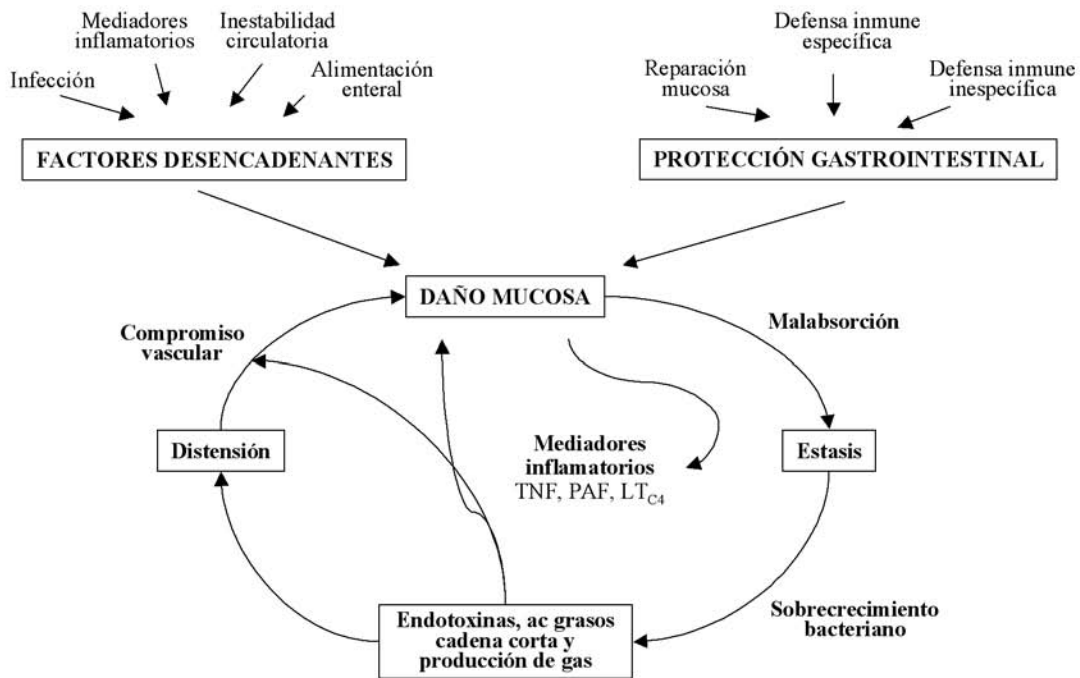 Mediadores
inflamatorios
Inestabilidad
circulatoria
Infección
Alimentación
enteral
FACTORES DESENCADENANTES
Defensa inmune
específica
Reparación
mucosa
Defensa inmune
inespecífica
PROTECCIÓN GASTROINTESTINAL
DAÑO MUCOSA
Compromiso
vascular
Malabsorción
Distensión
Mediadores
inflamatorios
TNF, PAF, LTC4
Estasis
Endotoxinas, ac grasos
cadena corta y
producción de gas
Sobrecrecimiento
bacteriano